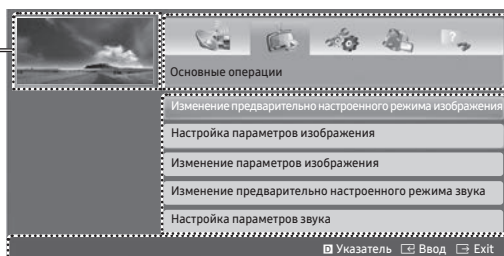 Основные операции
Изменение предварительно настроенного режима изображения
Настройка параметров изображения
Изменение параметров изображения
Изменение предварительно настроенного режима звука
Настройка параметров звука
D Указатель Ввод Exit